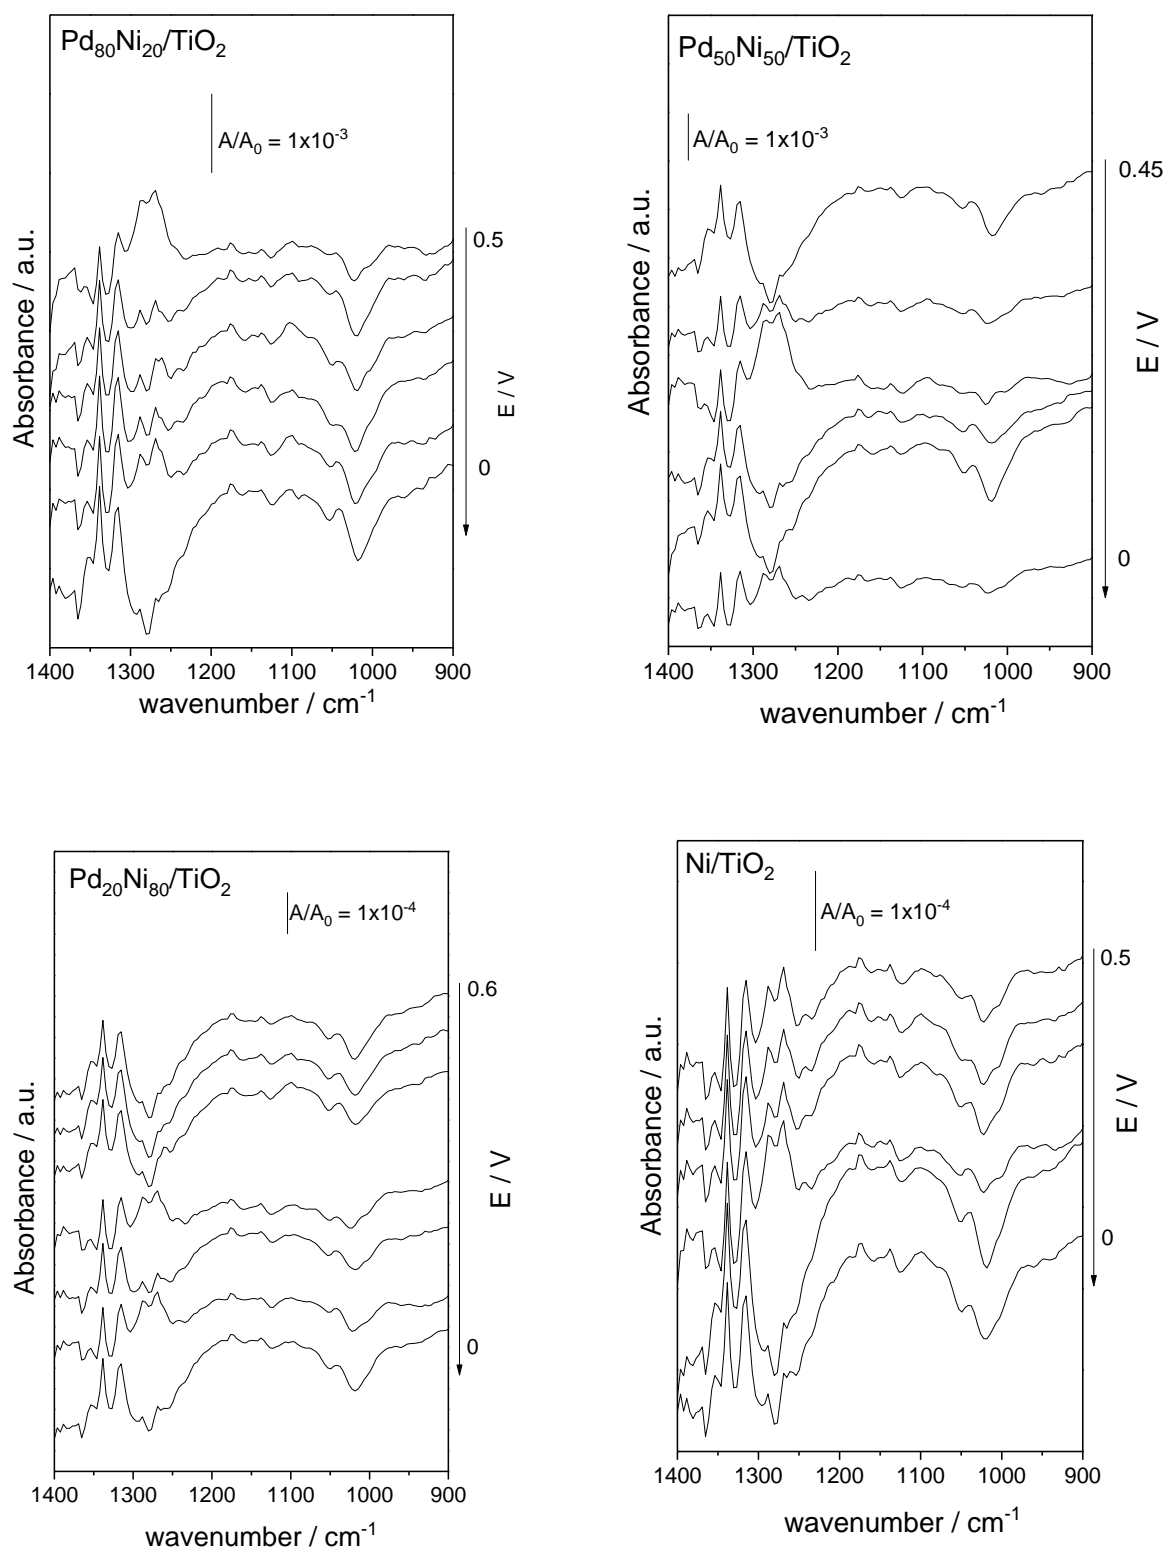 Pd80Ni20/TiO2
A/A0 = 1x10-3
0.5
0
E / V
Absorbance / a.u.
1400 1300 1200 1100 1000 900
wavenumber / cm-1
Pd50Ni50/TiO2
A/A0 = 1x10-3
0.45
0
E / V
Absorbance / a.u.
1400 1300 1200 1100 1000 900
wavenumber / cm-1
Pd20Ni80/TiO2
A/A0 = 1x10-4
0.6
0
E / V
Absorbance / a.u.
1400 1300 1200 1100 1000 900
wavenumber / cm-1
Ni/TiO2
A/A0 = 1x10-4
0.5
0
E / V
Absorbance / a.u.
1400 1300 1200 1100 1000 900
wavenumber / cm-1